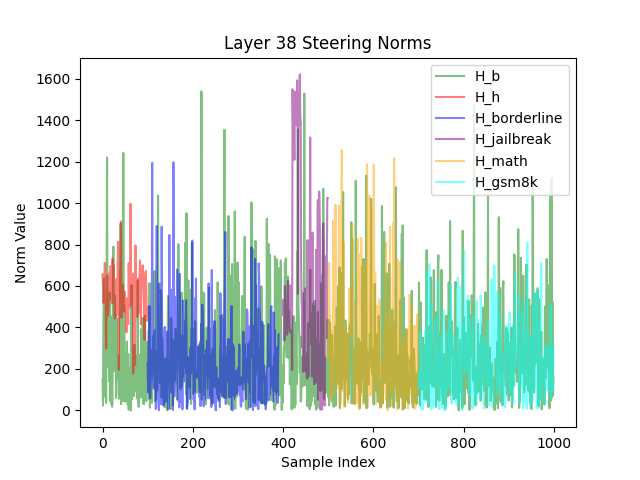 Layer 38 Steering Norms
Norm Value
1600
1400
1200
1000
800
600
400
200
0
H_b
H_h
H_borderline
H_jailbreak
H_math
H_gsm8k
0
200
400
600
800
1000
Sample Index